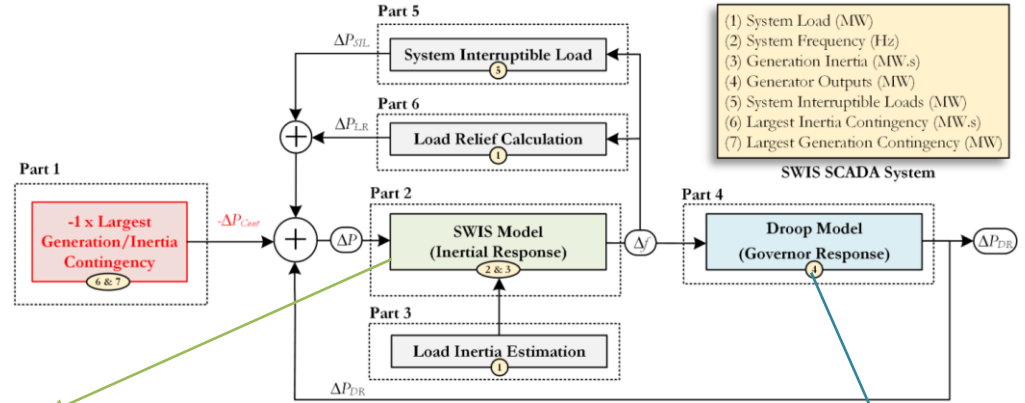 Part 5
ΔP_SIL
System Interruptible Load
5
(1) System Load (MW)
(2) System Frequency (Hz)
(3) Generation Inertia (MW.s)
(4) Generator Outputs (MW)
(5) System Interruptible Loads (MW)
(6) Largest Inertia Contingency (MW.s)
(7) Largest Generation Contingency (MW)
SWIS SCADA System
Part 6
ΔP_LR
Load Relief Calculation
1
+
Part 1
-1 x Largest
Generation/Inertia
Contingency
6 & 7
-ΔP_Cont
+
ΔP
Part 2
SWIS Model
(Inertial Response)
2 & 3
Δf
Part 4
Droop Model
(Governor Response)
4
ΔP_DR
Part 3
Load Inertia Estimation
1
ΔP_DR